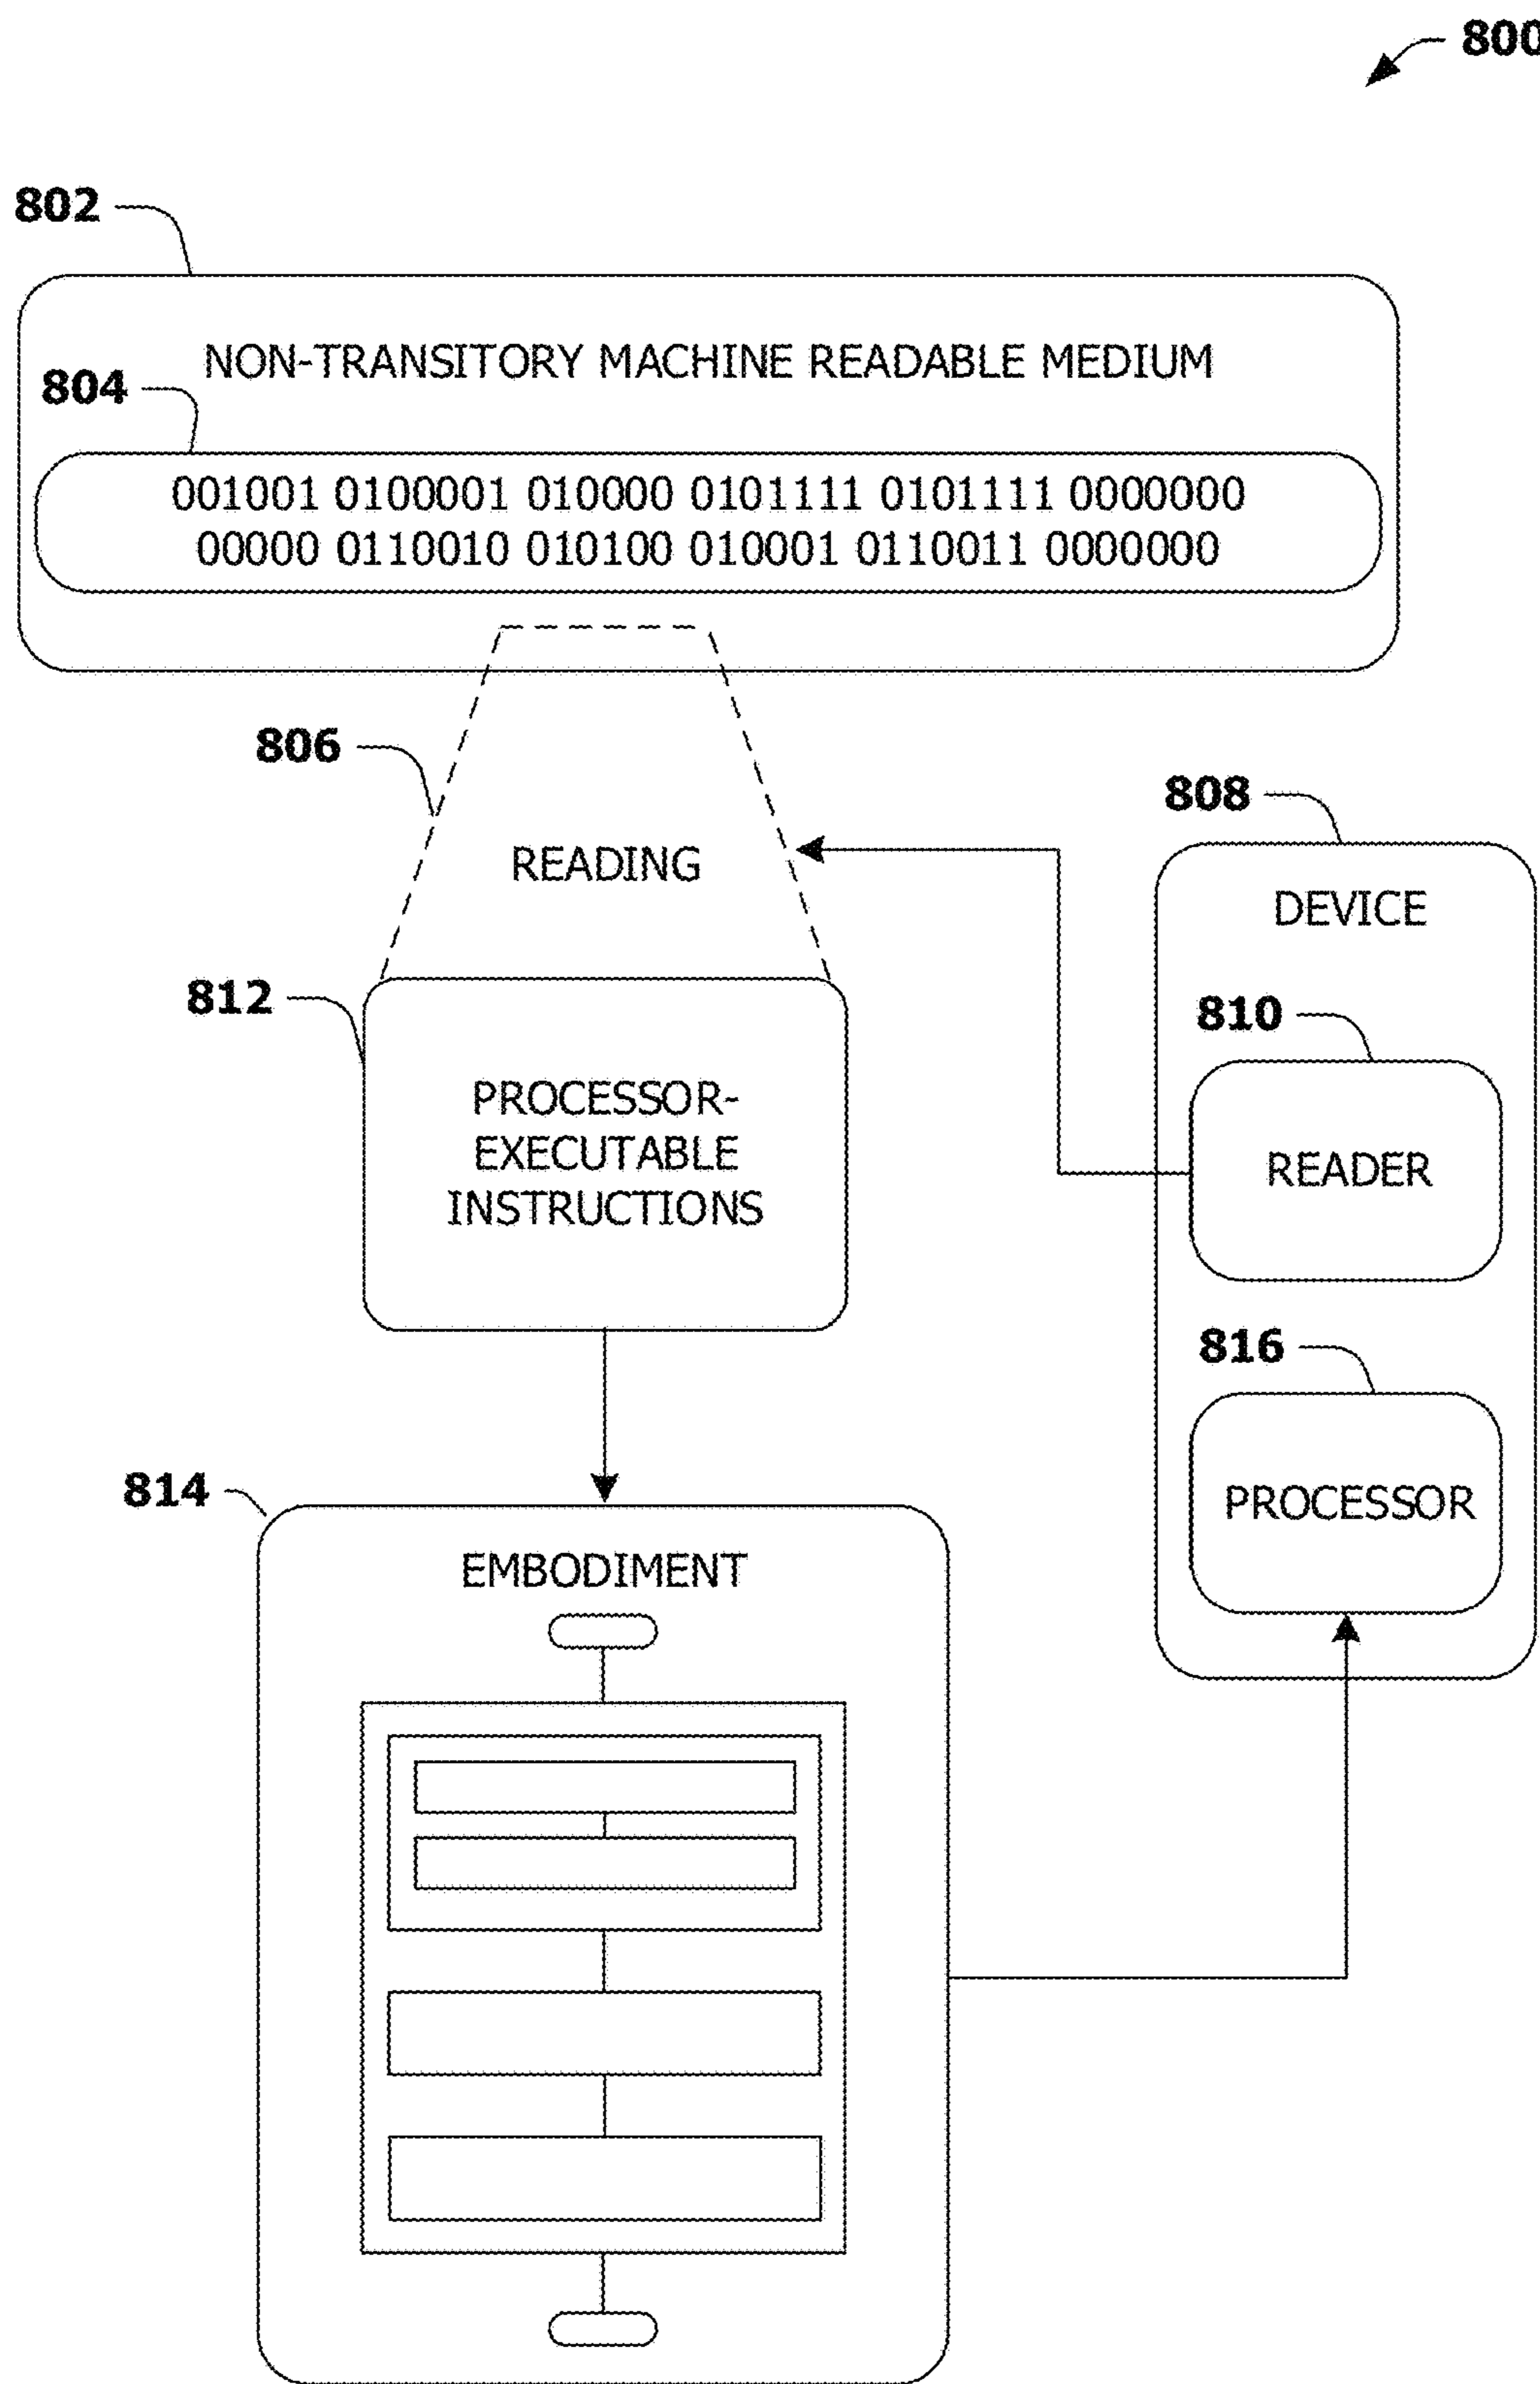 800
802
NON-TRANSITORY MACHINE READABLE MEDIUM
804
001001 0100001 010000 0101111 0101111 0000000
00000 0110010 010100 010001 0110011 0000000
806
READING
808
DEVICE
812
PROCESSOR-
EXECUTABLE
INSTRUCTIONS
810
READER
816
PROCESSOR
814
EMBODIMENT